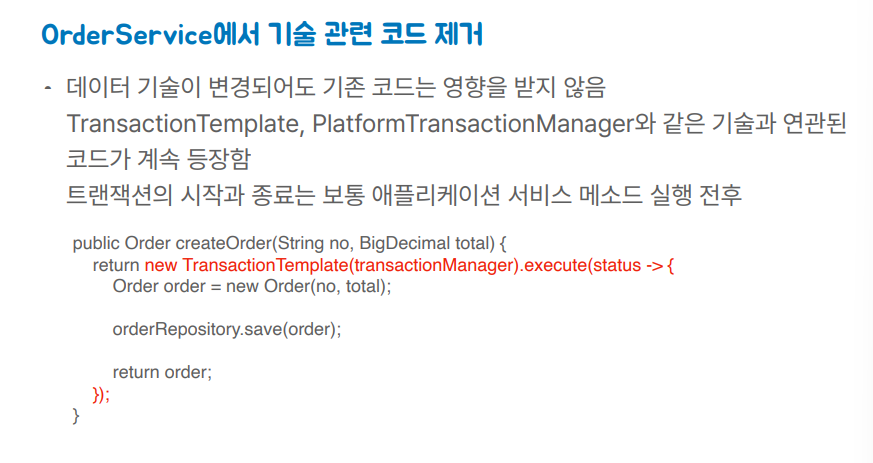 OrderService에서 기술 관련 코드 제거
데이터 기술이 변경되어도 기존 코드는 영향을 받지 않음
TransactionTemplate, PlatformTransactionManager와 같은 기술과 연관된
코드가 계속 등장함
트랜잭션의 시작과 종료는 보통 애플리케이션 서비스 메소드 실행 전후
public Order createOrder(String no, BigDecimal total) {
return new TransactionTemplate(transactionManager).execute(status -> {
Order order = new Order(no, total);
orderRepository.save(order);
return order;
});
}